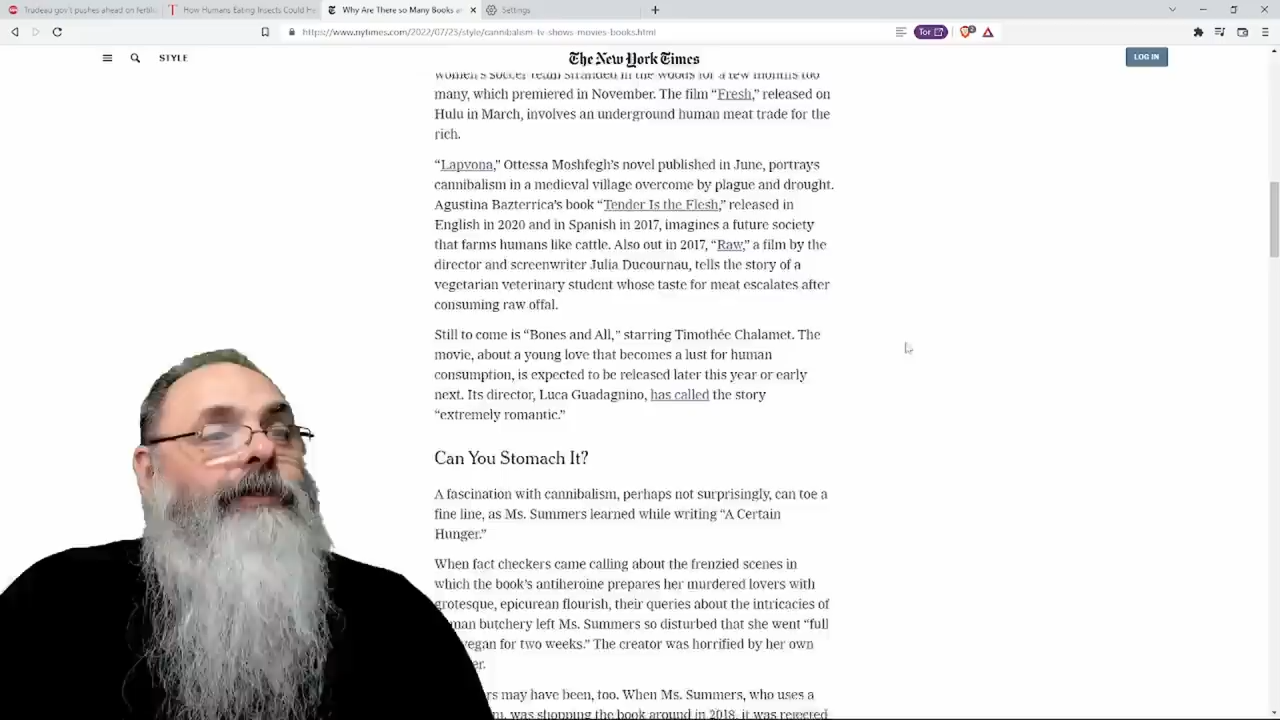 Trudeau gov't pushes ahead on fertili
How Humans Eating Insects Could He
Why Are There so Many Books a
Settings
https://www.nytimes.com/2022/07/23/style/cannibalism-tv-shows-movies-books.html
Tor
STYLE
The New York Times
LOG IN
women's soccer team stranded in the woods for a few months too
many, which premiered in November. The film “Fresh,” released on
Hulu in March, involves an underground human meat trade for the
rich.
“Lapvona,” Ottessa Moshfegh's novel published in June, portrays
cannibalism in a medieval village overcome by plague and drought.
Agustina Bazterrica's book “Tender Is the Flesh,” released in
English in 2020 and in Spanish in 2017, imagines a future society
that farms humans like cattle. Also out in 2017, “Raw,” a film by the
director and screenwriter Julia Ducournau, tells the story of a
vegetarian veterinary student whose taste for meat escalates after
consuming raw offal.
Still to come is “Bones and All,” starring Timothée Chalamet. The
movie, about a young love that becomes a lust for human
consumption, is expected to be released later this year or early
next. Its director, Luca Guadagnino, has called the story
“extremely romantic.”
Can You Stomach It?
A fascination with cannibalism, perhaps not surprisingly, can toe a
fine line, as Ms. Summers learned while writing “A Certain
Hunger.”
When fact checkers came calling about the frenzied scenes in
which the book's antiheroine prepares her murdered lovers with
grotesque, epicurean flourish, their queries about the intricacies of
man butchery left Ms. Summers so disturbed that she went “full
vegan for two weeks.” The creator was horrified by her own
er.
rs may have been, too. When Ms. Summers, who uses a
m, was shopping the book around in 2018, it was rejected